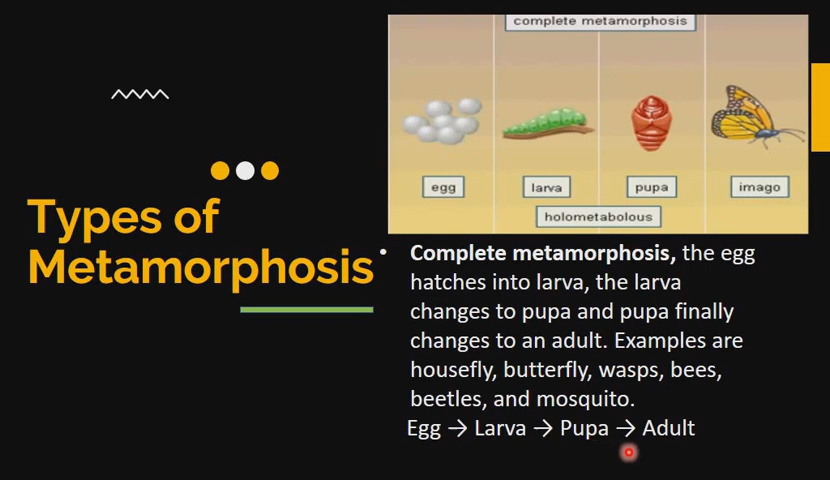 complete metamorphosis
egg
larva
pupa
imago
holometabolous
Types of
Metamorphosis
• Complete metamorphosis, the egg
hatches into larva, the larva
changes to pupa and pupa finally
changes to an adult. Examples are
housefly, butterfly, wasps, bees,
beetles, and mosquito.
Egg → Larva → Pupa → Adult